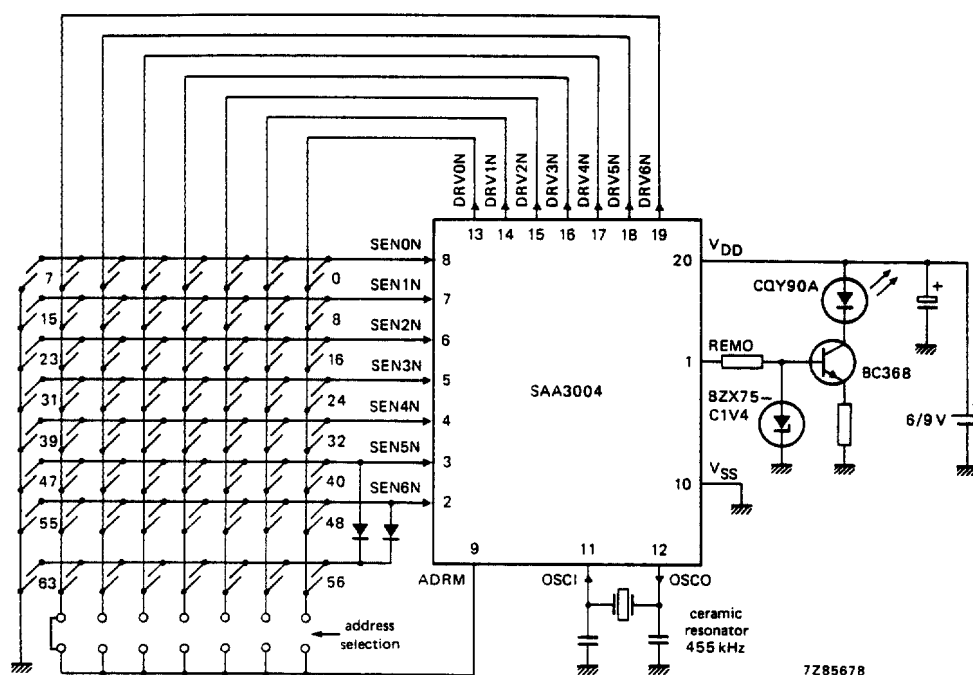 DRV0N
DRV1N
DRV2N
DRV3N
DRV4N
DRV5N
DRV6N
13 14 15 16 17 18 19
SEN0N
8
7
0
SEN1N
7
15
8
SEN2N
6
23
16
SEN3N
5
31
24
SEN4N
4
39
32
SEN5N
3
47
40
SEN6N
2
55
48
63
56
SAA3004
20
VDD
CQY90A
+
REMO
1
BC368
BZX75–
C1V4
6/9 V
VSS
10
9
ADRM
11
12
OSCI
OSCO
address
selection
ceramic
resonator
455 kHz
7Z85678